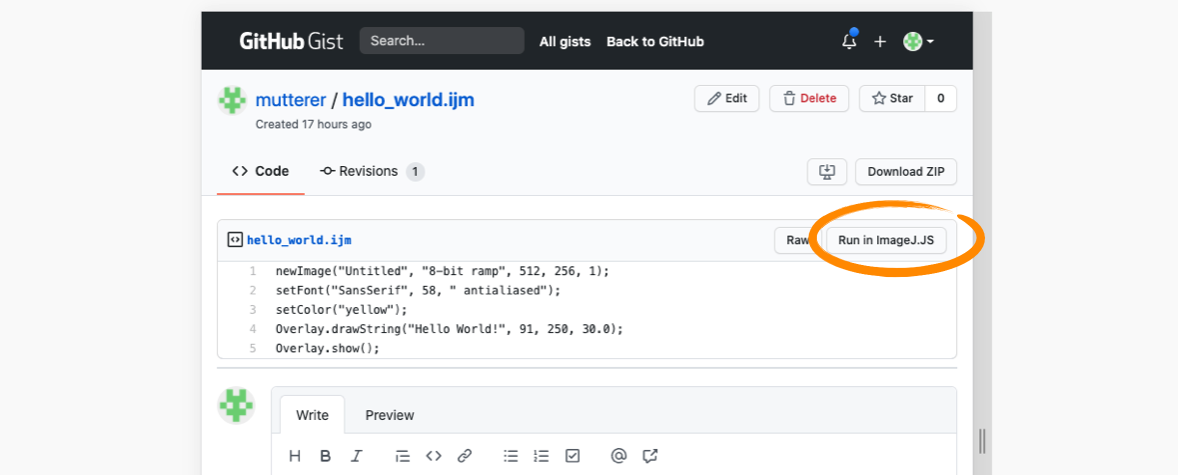 GitHub Gist Search... All gists Back to GitHub
mutterer / hello_world.ijm Edit Delete Star 0
Created 17 hours ago
Code Revisions 1 Download ZIP
hello_world.ijm Raw Run in ImageJ.JS
1 newImage("Untitled", "8-bit ramp", 512, 256, 1);
2 setFont("SansSerif", 58, " antialiased");
3 setColor("yellow");
4 Overlay.drawString("Hello World!", 91, 250, 30.0);
5 Overlay.show();
Write Preview
H B I @